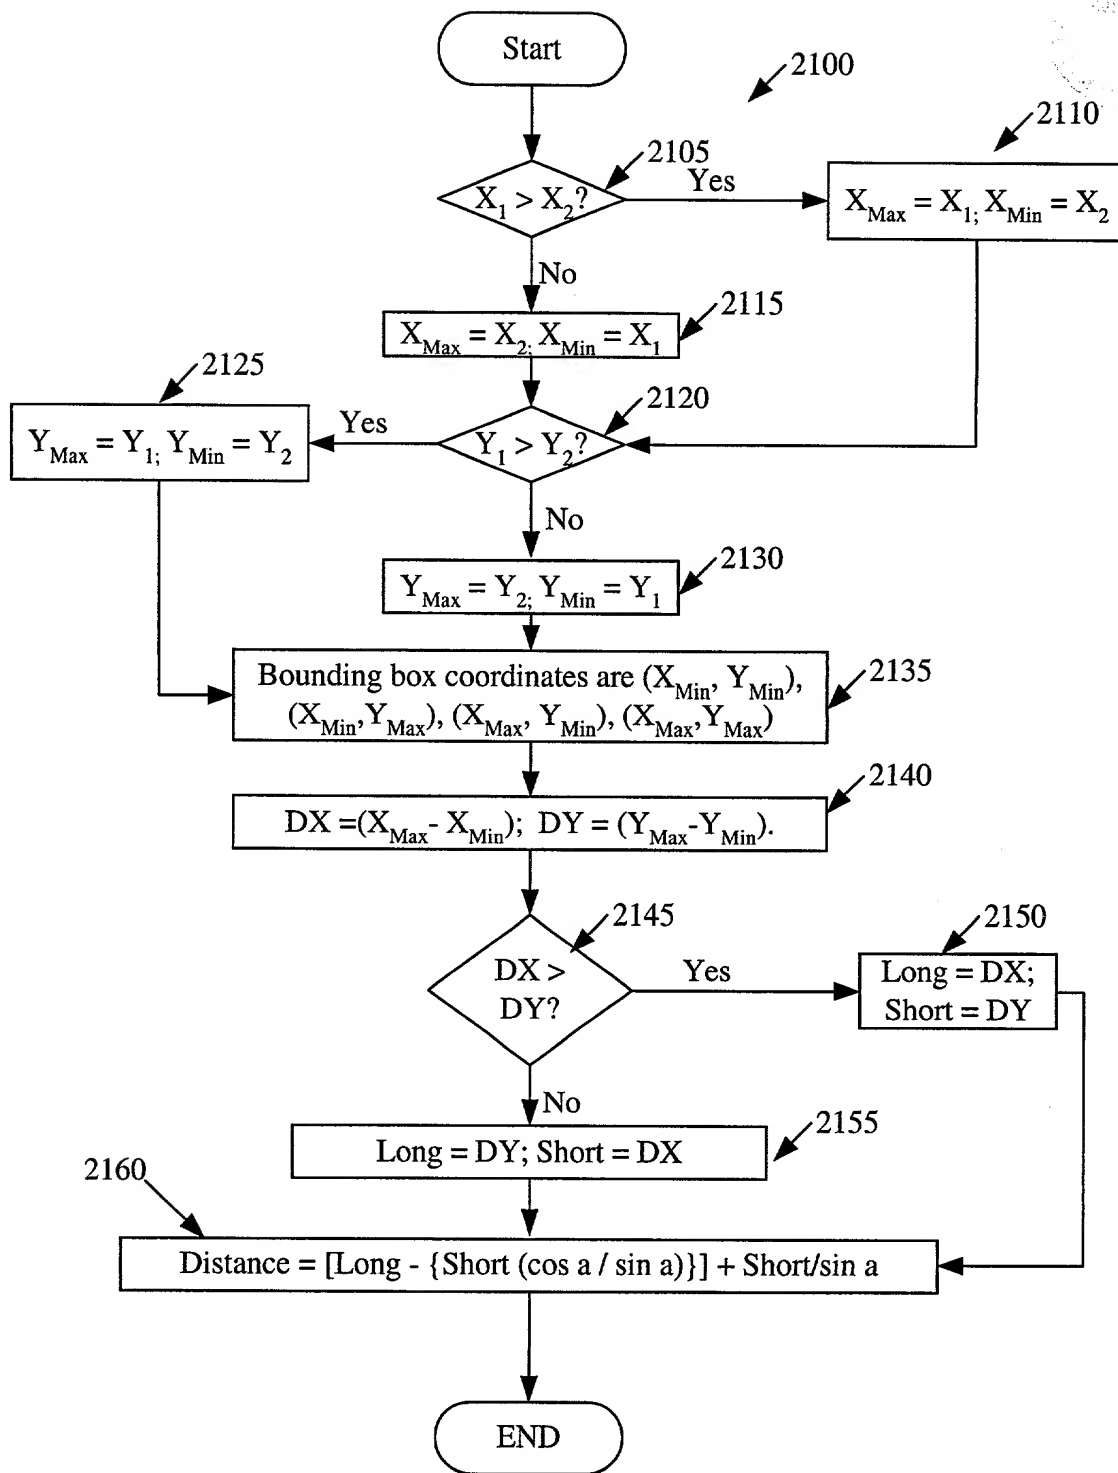 Start
2100
2110
2105
X1 > X2?
Yes
XMax = X1; XMin = X2
No
2115
XMax = X2; XMin = X1
2125
2120
Yes
YMax = Y1; YMin = Y2
Y1 > Y2?
No
2130
YMax = Y2; YMin = Y1
Bounding box coordinates are (XMin, YMin),
(XMin,YMax), (XMax, YMin), (XMax,YMax)
2135
2140
DX =(XMax- XMin); DY = (YMax-YMin).
2145
2150
DX >
DY?
Yes
Long = DX;
Short = DY
No
2155
Long = DY; Short = DX
2160
Distance = [Long - {Short (cos a / sin a)}] + Short/sin a
END